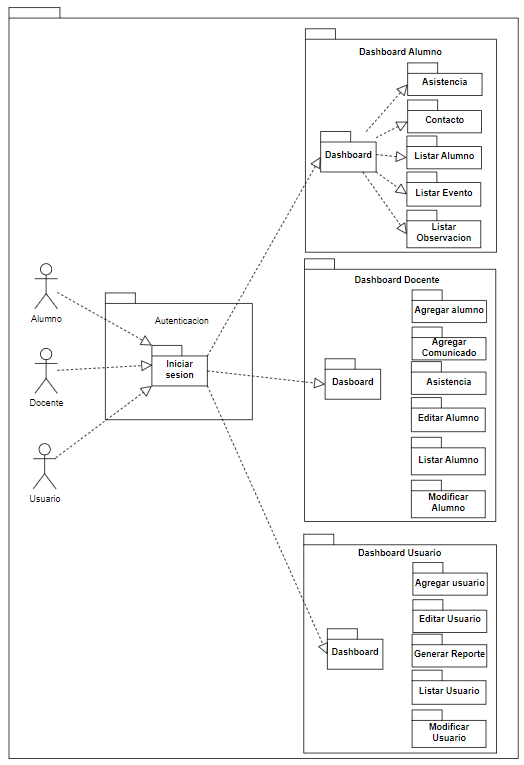 Dashboard Alumno
Asistencia
Contacto
Dashboard
Listar Alumno
Listar Evento
Listar
Observacion
Alumno
Docente
Usuario
Autenticacion
Iniciar
sesion
Dashboard Docente
Agregar alumno
Agregar
Comunicado
Dasboard
Asistencia
Editar Alumno
Listar Alumno
Modificar
Alumno
Dashboard Usuario
Agregar usuario
Editar Usuario
Dashboard
Generar Reporte
Listar Usuario
Modificar
Usuario